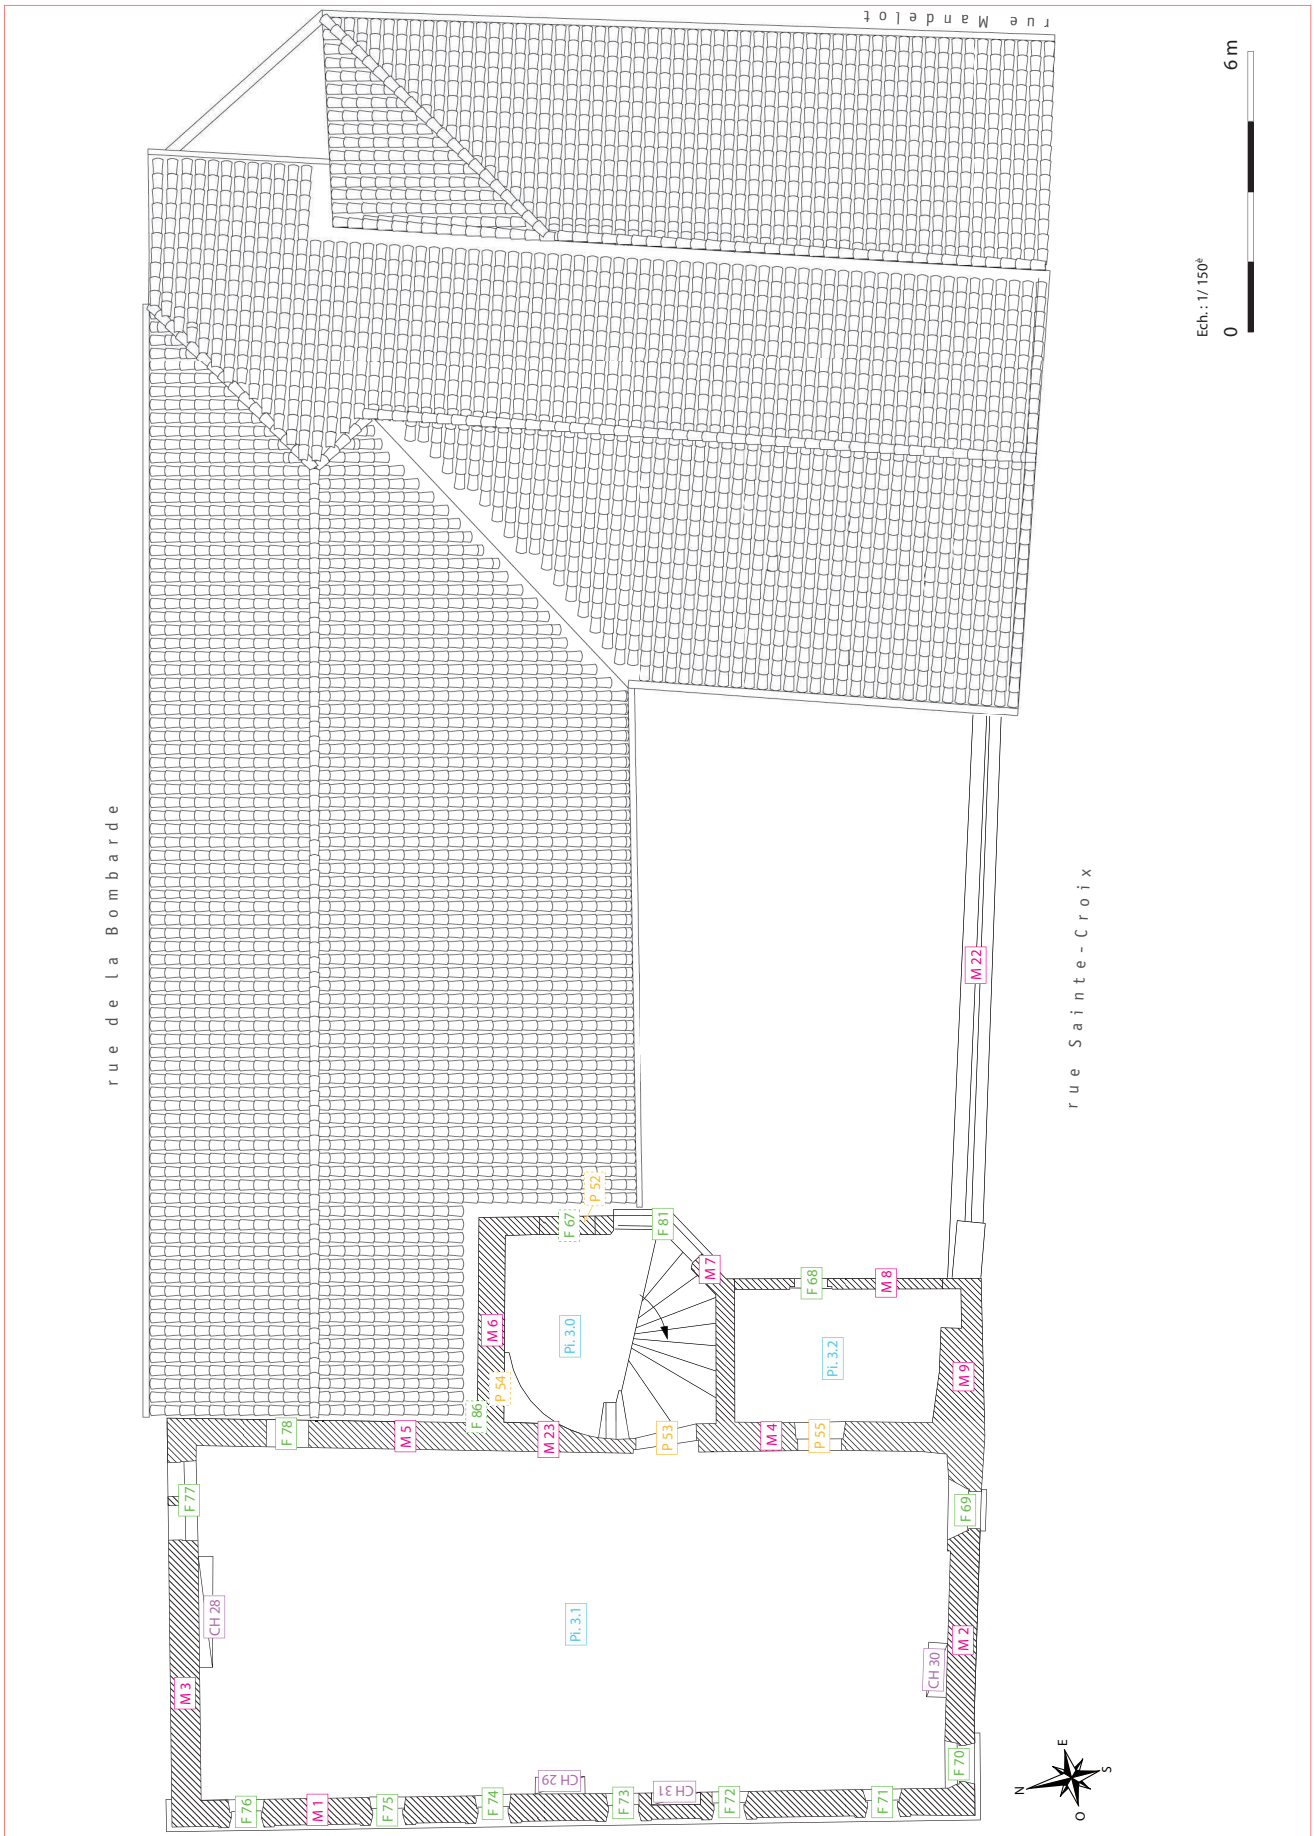 rue Mandelot
6 m
Ech. : 1/ 150è
0
rue de la Bombarde
rue Sainte-Croix
M 22
P 52
F 67
F 81
M 7
F 68
M 8
M 6
Pi. 3.0
Pi. 3.2
P 54
M 9
F 86
F 78
M 5
M 23
P 53
M 4
P 55
F 77
F 69
CH 28
Pi. 3.1
M 2
CH 30
M 3
F 70
CH 29
CH 31
F 76
M 1
F 75
F 74
F 73
F 72
F 71
N
E
S
O